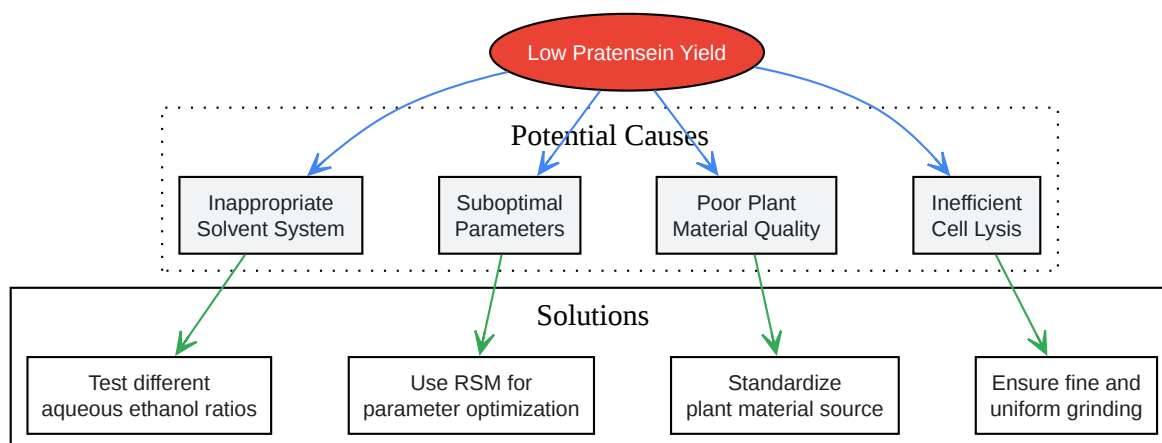 Low Pratensein Yield
Potential Causes
Inappropriate
Solvent System
Suboptimal
Parameters
Poor Plant
Material Quality
Inefficient
Cell Lysis
Solutions
Test different
aqueous ethanol ratios
Use RSM for
parameter optimization
Standardize
plant material source
Ensure fine and
uniform grinding